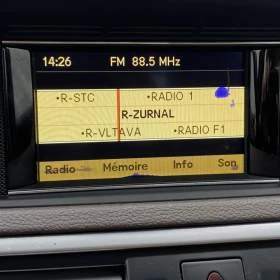 14:26 FM 88.5 MHz
•R-STC •RADIO 1
R-ZURNAL
•R-VLTAVA •RADIO F1
Radio Mémoire Info Son